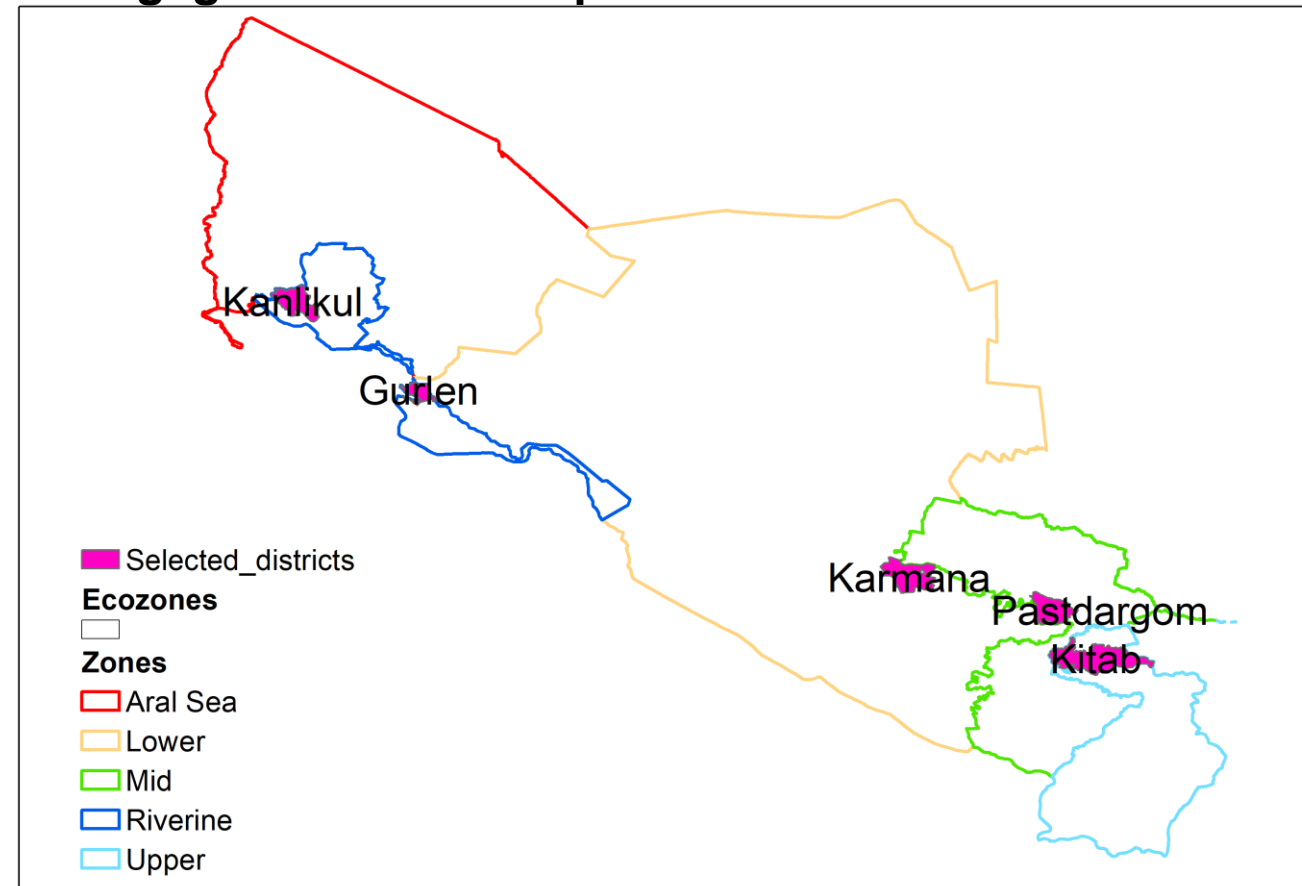 Kanlikul
Gurlen
Karmana
Pastdargom
Kitab
Selected_districts
Ecozones
Zones
Aral Sea
Lower
Mid
Riverine
Upper